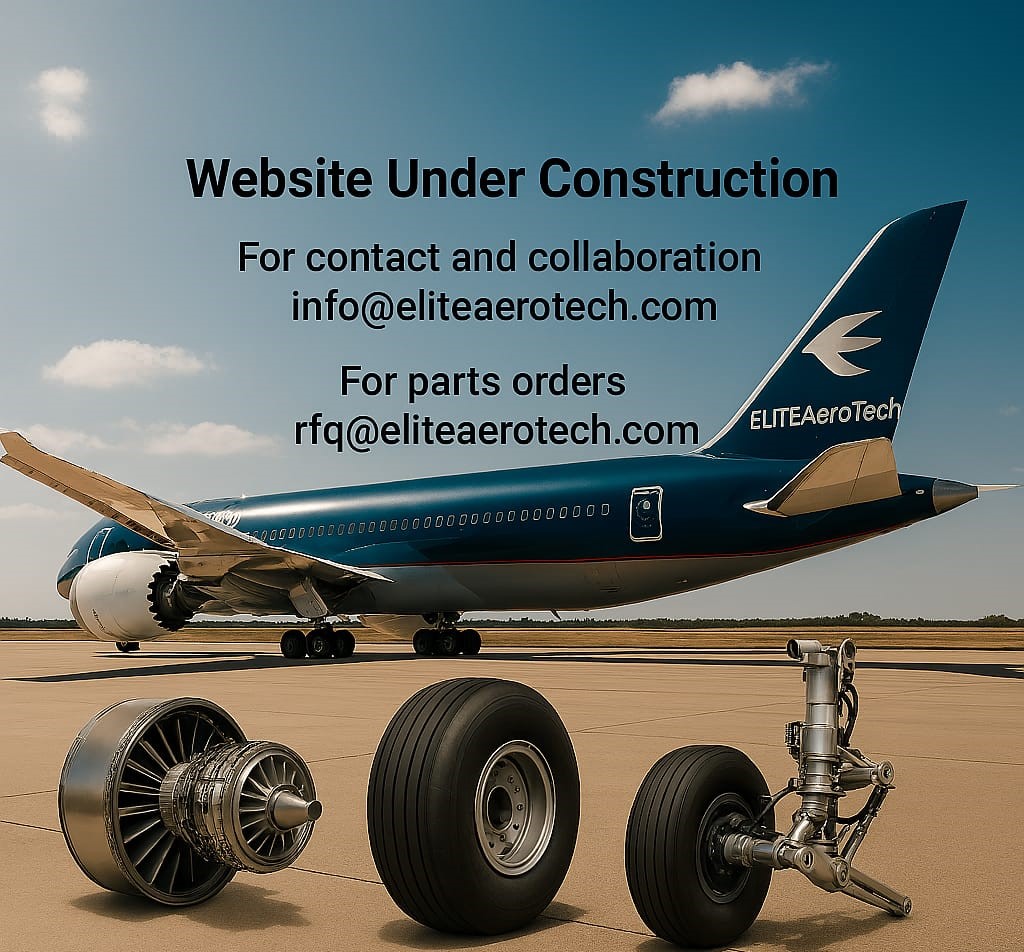 Website Under Construction
For contact and collaboration
info@eliteaerotech.com
For parts orders
rfq@eliteaerotech.com
ELITEAeroTech